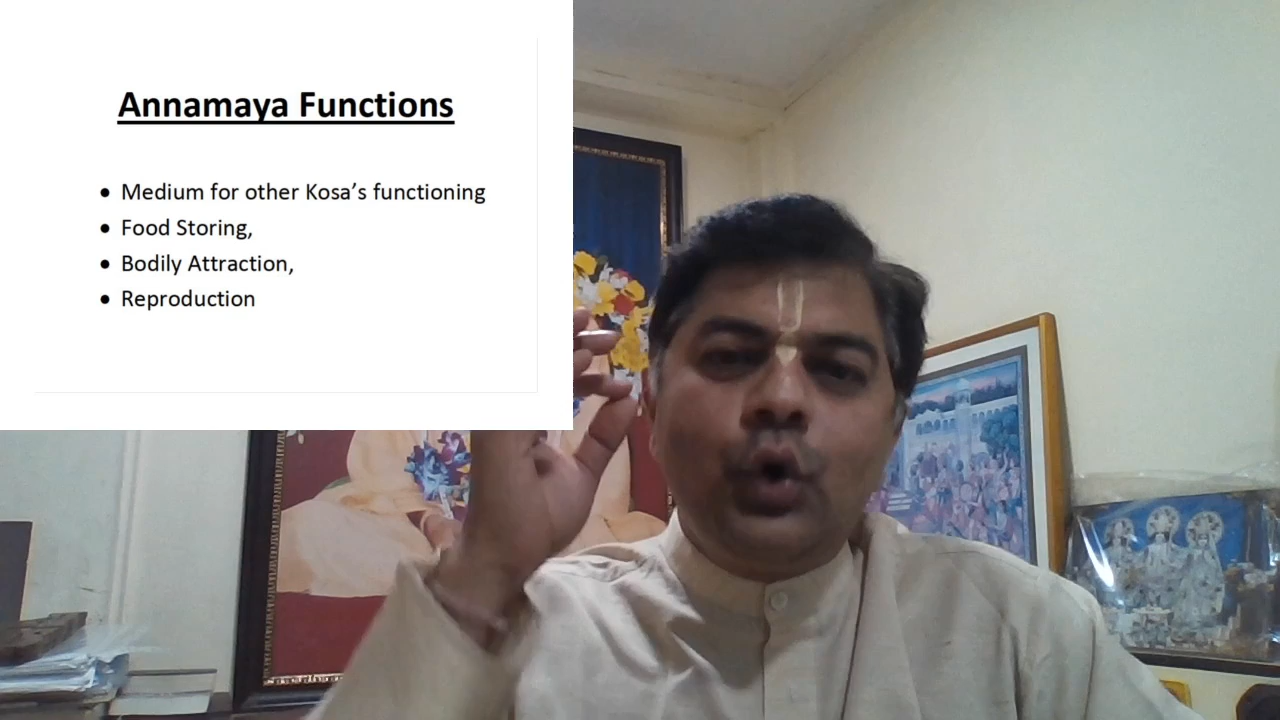 Annamaya Functions
• Medium for other Kosa’s functioning
• Food Storing,
• Bodily Attraction,
• Reproduction